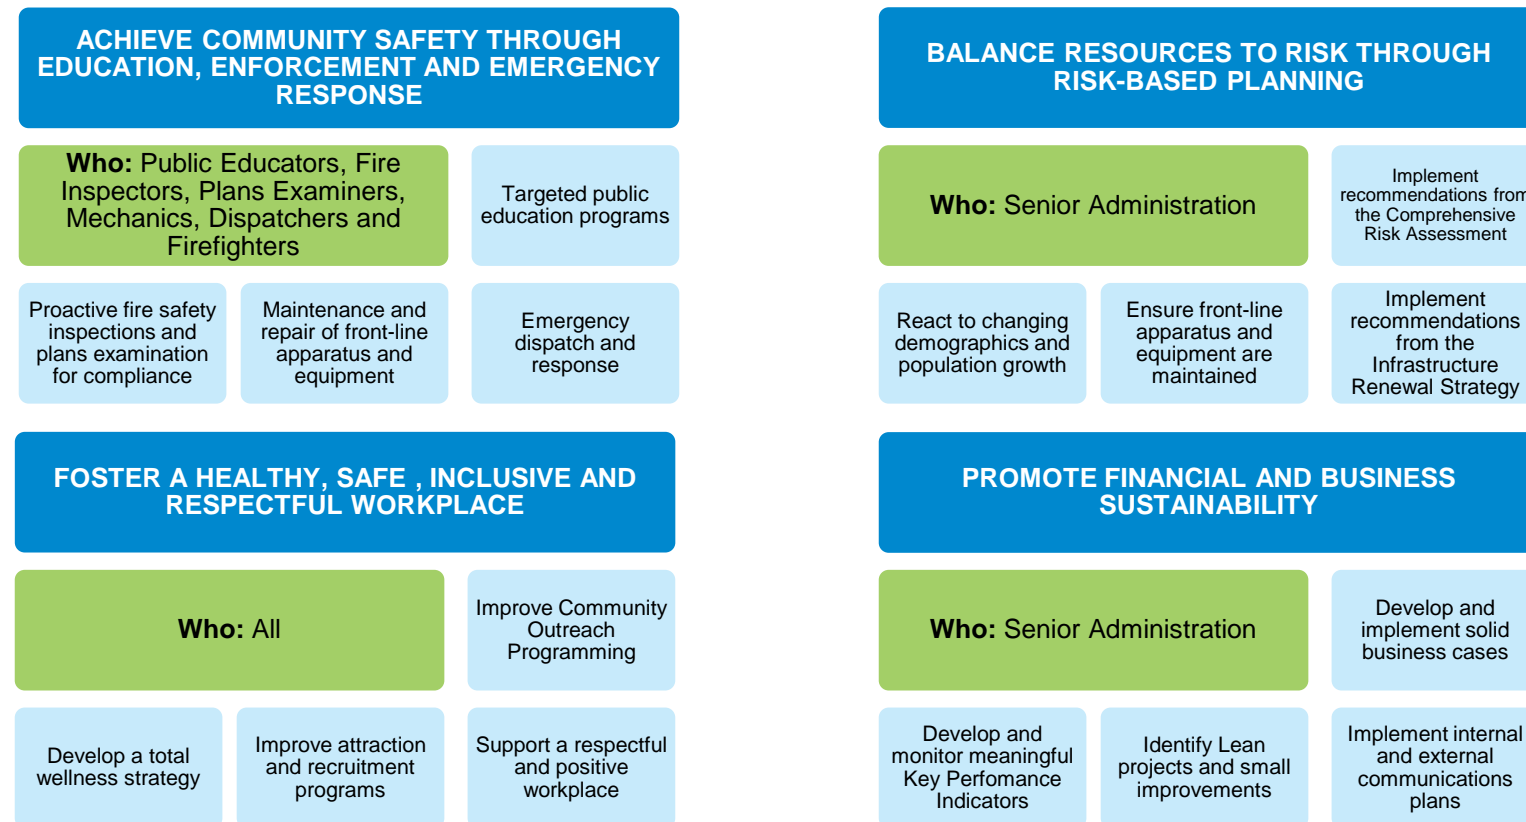 ACHIEVE COMMUNITY SAFETY THROUGH
EDUCATION, ENFORCEMENT AND EMERGENCY
RESPONSE
Who: Public Educators, Fire
Inspectors, Plans Examiners,
Mechanics, Dispatchers and
Firefighters
Targeted public
education programs
Proactive fire safety
inspections and
plans examination
for compliance
Maintenance and
repair of front-line
apparatus and
equipment
Emergency
dispatch and
response
BALANCE RESOURCES TO RISK THROUGH
RISK-BASED PLANNING
Who: Senior Administration
Implement
recommendations from
the Comprehensive
Risk Assessment
React to changing
demographics and
population growth
Ensure front-line
apparatus and
equipment are
maintained
Implement
recommendations
from the
Infrastructure
Renewal Strategy
FOSTER A HEALTHY, SAFE , INCLUSIVE AND
RESPECTFUL WORKPLACE
Who: All
Improve Community
Outreach
Programming
Develop a total
wellness strategy
Improve attraction
and recruitment
programs
Support a respectful
and positive
workplace
PROMOTE FINANCIAL AND BUSINESS
SUSTAINABILITY
Who: Senior Administration
Develop and
implement solid
business cases
Develop and
monitor meaningful
Key Perfomance
Indicators
Identify Lean
projects and small
improvements
Implement internal
and external
communications
plans